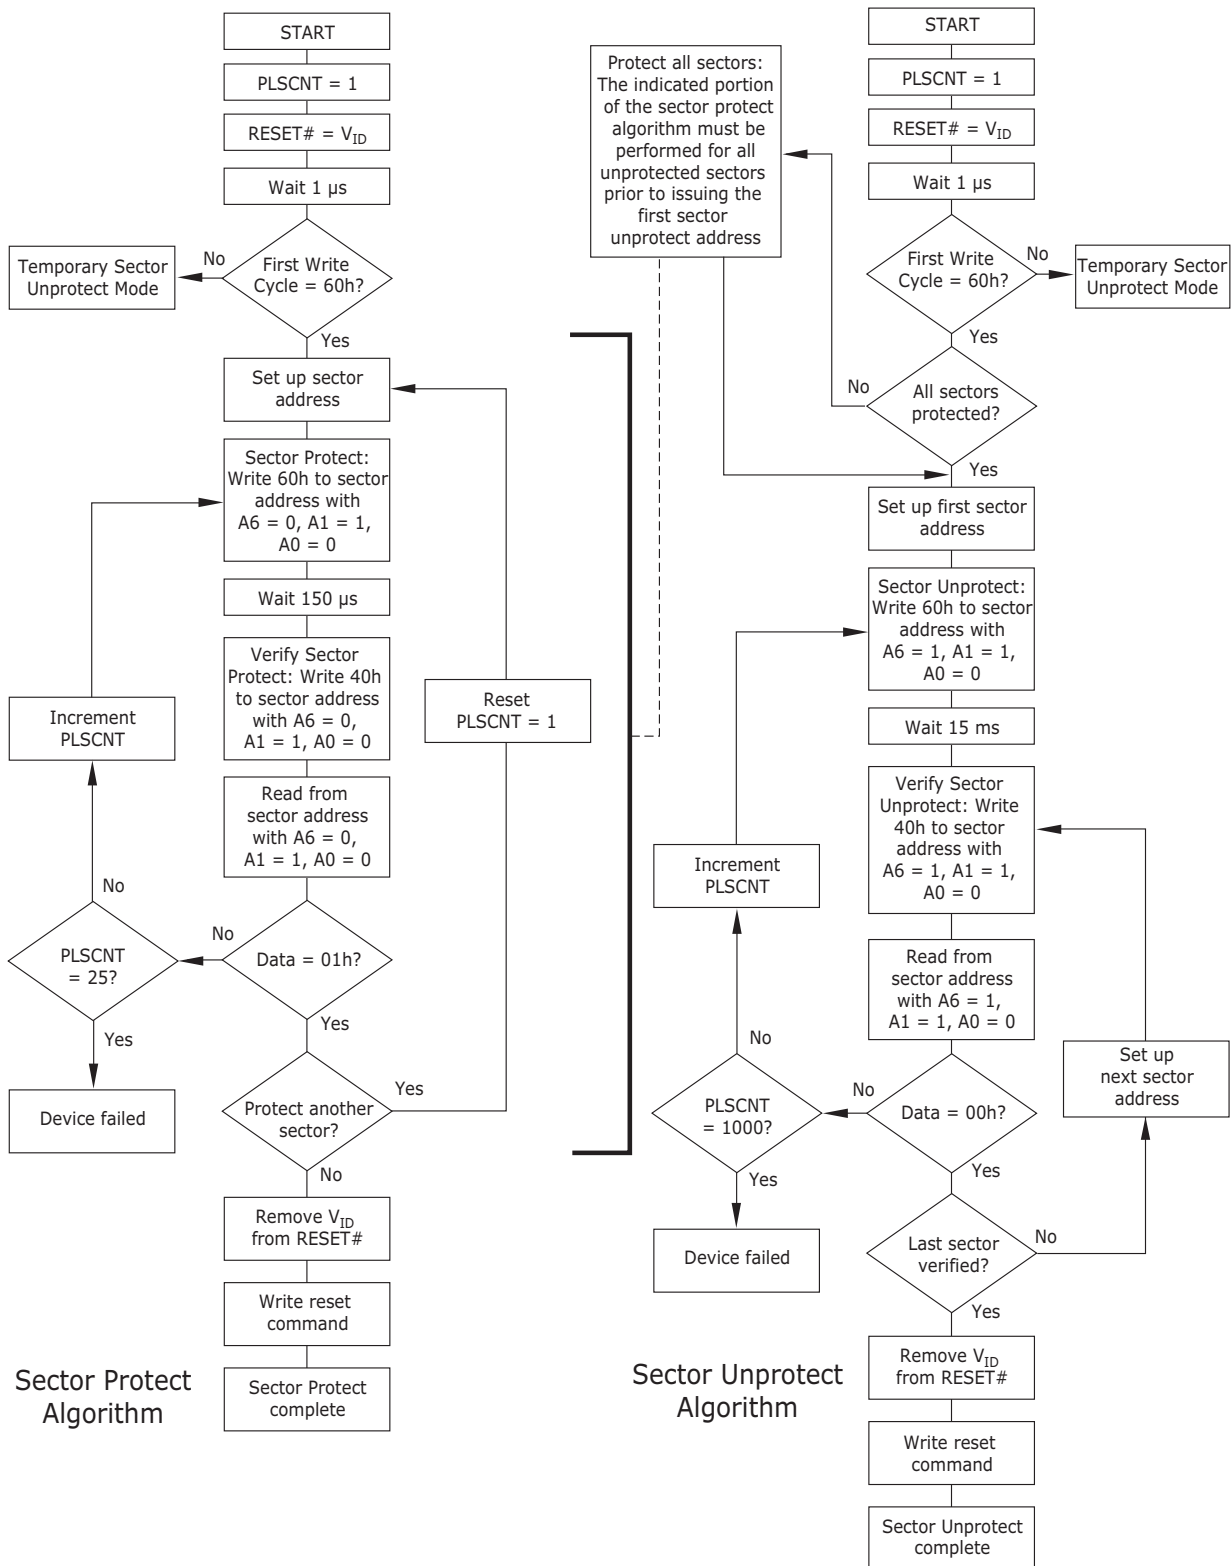 START
PLSCNT = 1
RESET# = VID
Wait 1 μs
First Write
Cycle = 60h?
No
Temporary Sector
Unprotect Mode
Yes
Set up sector
address
Sector Protect:
Write 60h to sector
address with
A6 = 0, A1 = 1,
A0 = 0
Wait 150 μs
Verify Sector
Protect: Write 40h
to sector address
with A6 = 0,
A1 = 1, A0 = 0
Reset
PLSCNT = 1
Increment
PLSCNT
Read from
sector address
with A6 = 0,
A1 = 1, A0 = 0
No
PLSCNT
= 25?
No
Data = 01h?
Yes
Yes
Device failed
Protect another
sector?
Yes
No
Remove VID
from RESET#
Write reset
command
Sector Protect
complete
Sector Protect
Algorithm
Protect all sectors:
The indicated portion
of the sector protect
algorithm must be
performed for all
unprotected sectors
prior to issuing the
first sector
unprotect address
START
PLSCNT = 1
RESET# = VID
Wait 1 μs
First Write
Cycle = 60h?
No
Temporary Sector
Unprotect Mode
Yes
No
All sectors
protected?
Yes
Set up first sector
address
Sector Unprotect:
Write 60h to sector
address with
A6 = 1, A1 = 1,
A0 = 0
Wait 15 ms
Verify Sector
Unprotect: Write
40h to sector
address with
A6 = 1, A1 = 1,
A0 = 0
Increment
PLSCNT
Read from
sector address
with A6 = 1,
A1 = 1, A0 = 0
No
PLSCNT
= 1000?
No
Data = 00h?
Set up
next sector
address
Yes
Yes
Device failed
Last sector
verified?
No
Yes
Remove VID
from RESET#
Write reset
command
Sector Unprotect
complete
Sector Unprotect
Algorithm